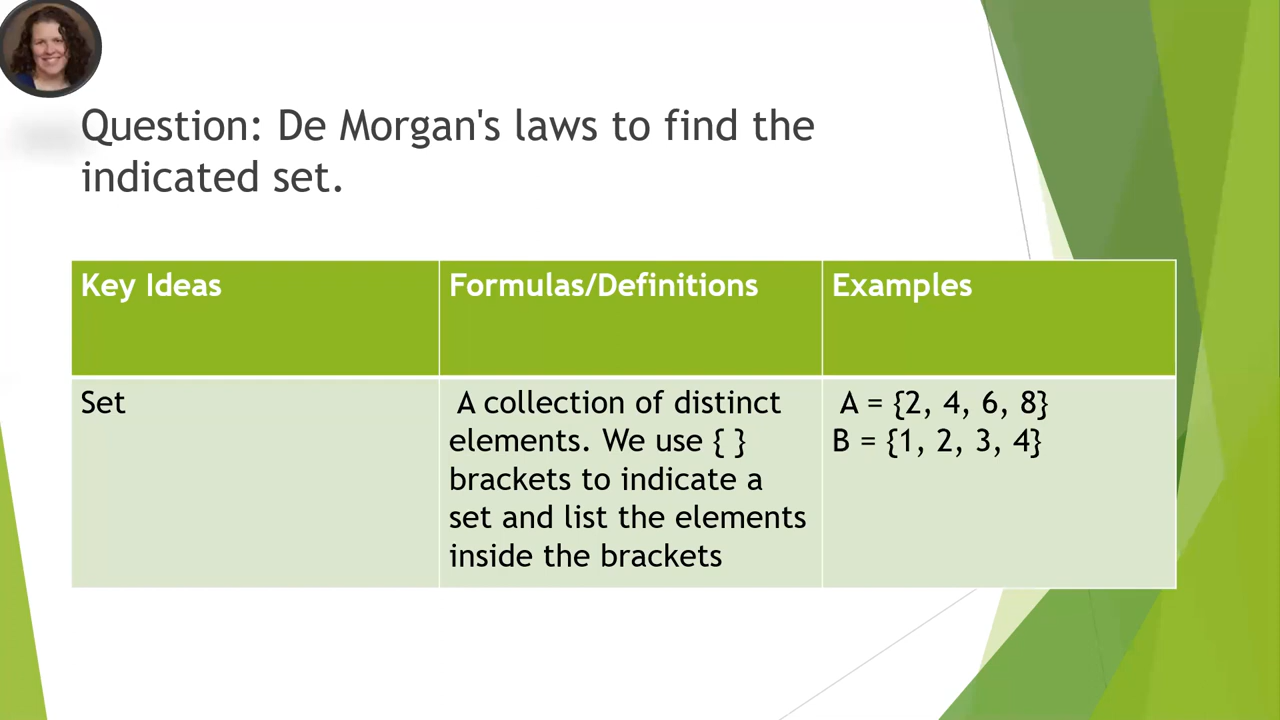 Question: De Morgan's laws to find the
indicated set.
Key Ideas
Formulas/Definitions
Examples
Set
A collection of distinct
elements. We use { }
brackets to indicate a
set and list the elements
inside the brackets
A = {2, 4, 6, 8}
B = {1, 2, 3, 4}